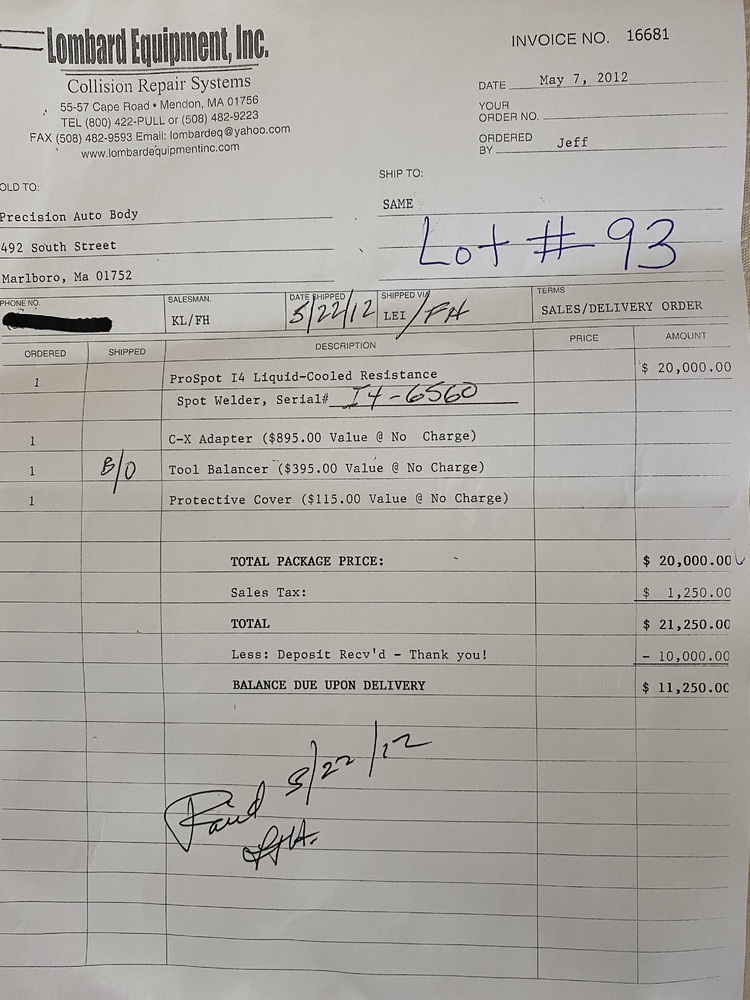 Lombard Equipment, Inc.
Collision Repair Systems
55-57 Cape Road • Mendon, MA 01756
TEL (800) 422-PULL or (508) 482-9223
FAX (508) 482-9593 Email: lombardeq@yahoo.com
www.lombardequipmentinc.com
INVOICE NO. 16681
DATE May 7, 2012
YOUR
ORDER NO.
ORDERED
BY Jeff
OLD TO:
Precision Auto Body
492 South Street
Marlboro, Ma 01752
SHIP TO:
SAME
Lot # 93
PHONE NO.
SALESMAN.
KL/FH
DATE SHIPPED
5/22/12
SHIPPED VIA
LEI /FH
TERMS
SALES/DELIVERY ORDER
ORDERED SHIPPED DESCRIPTION PRICE AMOUNT
1 ProSpot I4 Liquid-Cooled Resistance $ 20,000.00
Spot Welder, Serial# I4-6560
1 C-X Adapter ($895.00 Value @ No Charge)
1 B/O Tool Balancer ($395.00 Value @ No Charge)
1 Protective Cover ($115.00 Value @ No Charge)
TOTAL PACKAGE PRICE: $ 20,000.00
Sales Tax: $ 1,250.00
TOTAL $ 21,250.00
Less: Deposit Recv'd - Thank you! - 10,000.00
BALANCE DUE UPON DELIVERY $ 11,250.00
Paid 5/22/12